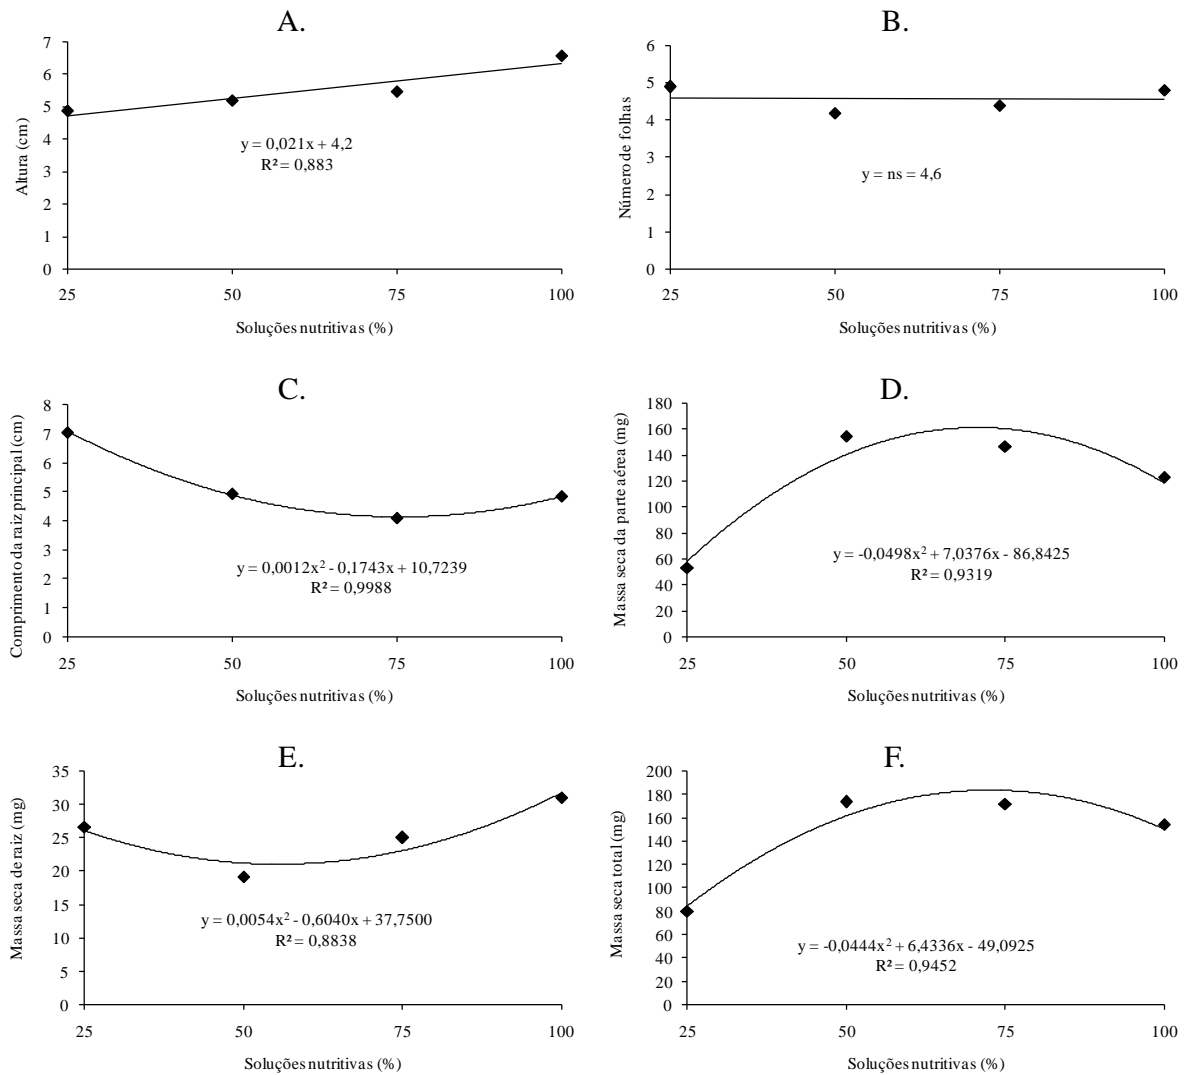 A.
Altura (cm)
7
6
5
4
3
2
1
0
y = 0,021x + 4,2
R² = 0,883
25 50 75 100
Soluções nutritivas (%)
B.
Número de folhas
6
5
4
3
2
1
0
y = ns = 4,6
25 50 75 100
Soluções nutritivas (%)
C.
Comprimento da raiz principal (cm)
8
7
6
5
4
3
2
1
0
y = 0,0012x² - 0,1743x + 10,7239
R² = 0,9988
25 50 75 100
Soluções nutritivas (%)
D.
Massa seca da parte aérea (mg)
180
160
140
120
100
80
60
40
20
0
y = -0,0498x² + 7,0376x - 86,8425
R² = 0,9319
25 50 75 100
Soluções nutritivas (%)
E.
Massa seca de raiz (mg)
35
30
25
20
15
10
5
0
y = 0,0054x² - 0,6040x + 37,7500
R² = 0,8838
25 50 75 100
Soluções nutritivas (%)
F.
Massa seca total (mg)
200
180
160
140
120
100
80
60
40
20
0
y = -0,0444x² + 6,4336x - 49,0925
R² = 0,9452
25 50 75 100
Soluções nutritivas (%)